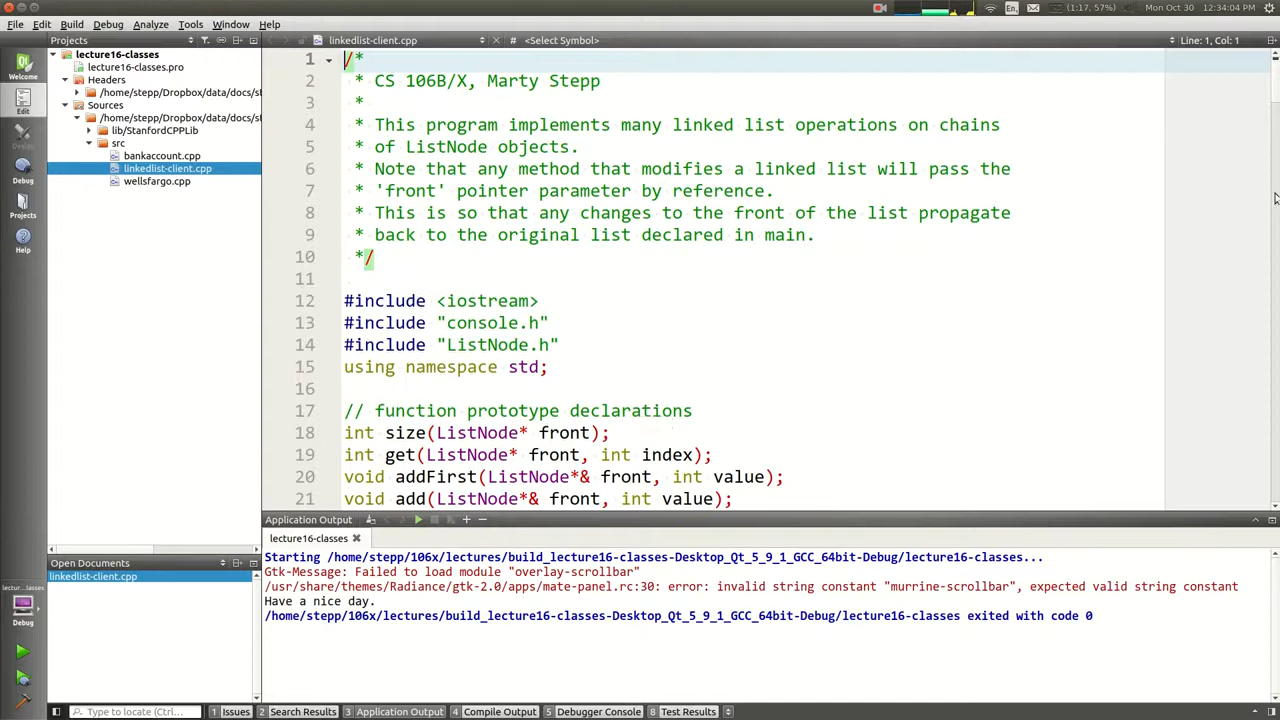 (1:17, 57%) Mon Oct 30 12:34:04 PM
En
File Edit Build Debug Analyze Tools Window Help
Projects
linkedlist-client.cpp
# <Select Symbol>
Line: 1, Col: 1
Welcome
Edit
Design
Debug
Projects
Help
lecture16-classes
lecture16-classes.pro
Headers
/home/stepp/Dropbox/data/docs/st
Sources
/home/stepp/Dropbox/data/docs/st
lib/StanfordCPPLib
src
bankaccount.cpp
linkedlist-client.cpp
wellsfargo.cpp
1 /*
2 * CS 106B/X, Marty Stepp
3 *
4 * This program implements many linked list operations on chains
5 * of ListNode objects.
6 * Note that any method that modifies a linked list will pass the
7 * 'front' pointer parameter by reference.
8 * This is so that any changes to the front of the list propagate
9 * back to the original list declared in main.
10 */
11
12 #include <iostream>
13 #include "console.h"
14 #include "ListNode.h"
15 using namespace std;
16
17 // function prototype declarations
18 int size(ListNode* front);
19 int get(ListNode* front, int index);
20 void addFirst(ListNode*& front, int value);
21 void add(ListNode*& front, int value);
Application Output
lecture16-classes
Starting /home/stepp/106x/lectures/build_lecture16-classes-Desktop_Qt_5_9_1_GCC_64bit-Debug/lecture16-classes...
Gtk-Message: Failed to load module "overlay-scrollbar"
/usr/share/themes/Radiance/gtk-2.0/apps/mate-panel.rc:30: error: invalid string constant "murrine-scrollbar", expected valid string constant
Have a nice day.
/home/stepp/106x/lectures/build_lecture16-classes-Desktop_Qt_5_9_1_GCC_64bit-Debug/lecture16-classes exited with code 0
Open Documents
linkedlist-client.cpp
lectur...lasses
Debug
Type to locate (Ctrl...
1 Issues 2 Search Results 3 Application Output 4 Compile Output 5 Debugger Console 8 Test Results